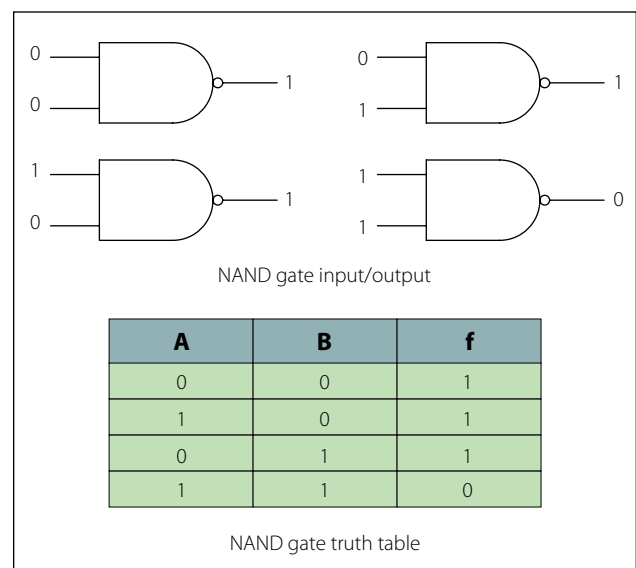 0 0
1 1
0 1
1 1
1 1
0 1 0
NAND gate input/output
A B f
0 0 1
1 0 1
0 1 1
1 1 0
NAND gate truth table